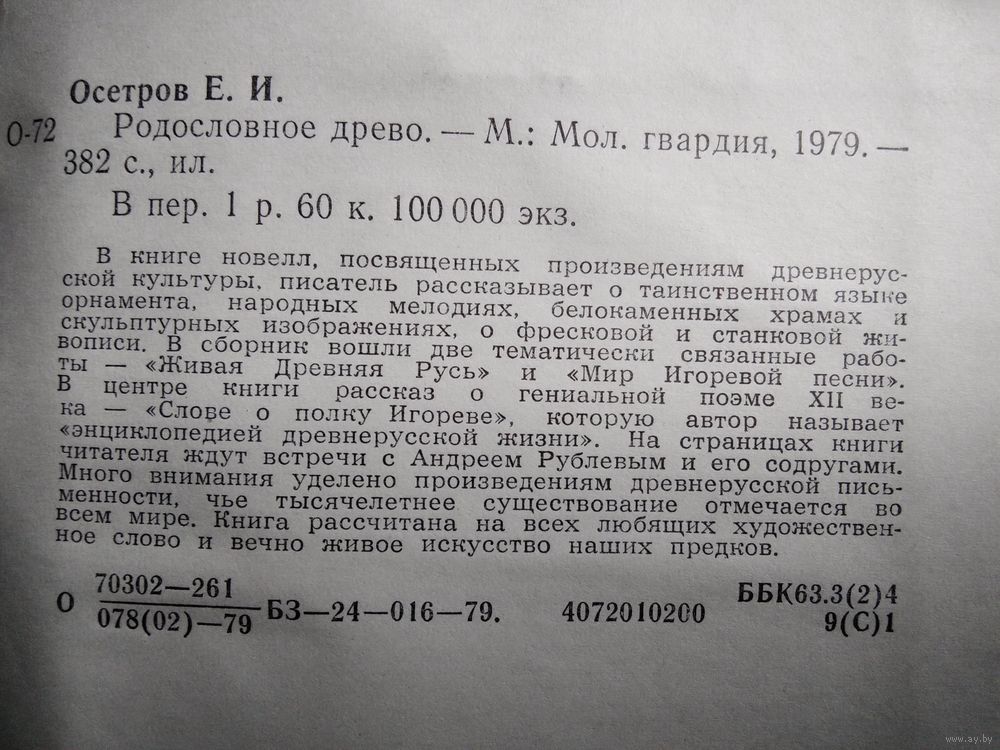 Осетров Е. И.
О-72 Родословное древо. — М.: Мол. гвардия, 1979. —
382 с., ил.
В пер. 1 р. 60 к. 100 000 экз.
В книге новелл, посвященных произведениям древнерус-
ской культуры, писатель рассказывает о таинственном языке
орнамента, народных мелодиях, белокаменных храмах и
скульптурных изображениях, о фресковой и станковой жи-
вописи. В сборник вошли две тематически связанные рабо-
ты — «Живая Древняя Русь» и «Мир Игоревой песни».
В центре книги рассказ о гениальной поэме XII ве-
ка — «Слове о полку Игореве», которую автор называет
«энциклопедией древнерусской жизни». На страницах книги
читателя ждут встречи с Андреем Рублевым и его содругами.
Много внимания уделено произведениям древнерусской пись-
менности, чье тысячелетнее существование отмечается во
всем мире. Книга рассчитана на всех любящих художествен-
ное слово и вечно живое искусство наших предков.
О 70302—261
078(02)—79 БЗ—24—016—79. 4072010200
ББК63.3(2)4
9(С)1
www.ay.by